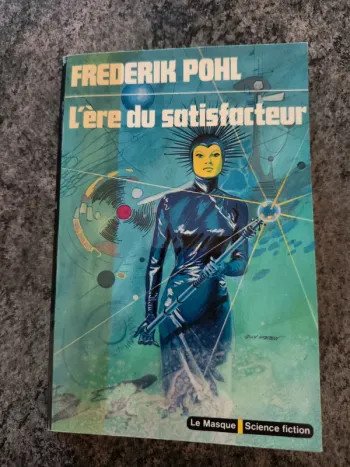 FREDERIK POHL
L'ère du satisfacteur
Le Masque Science fiction